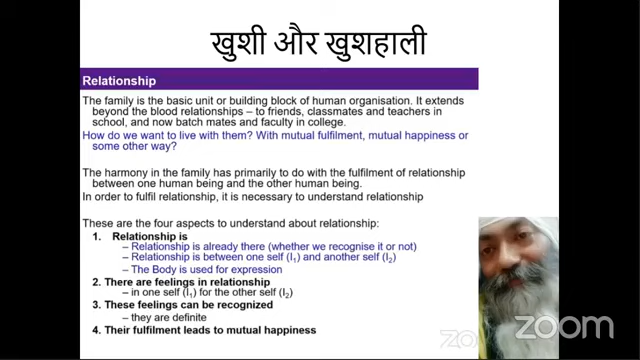 खुशी और खुशहाली
Relationship
The family is the basic unit or building block of human organisation. It extends
beyond the blood relationships – to friends, classmates and teachers in
school, and now batch mates and faculty in college.
How do we want to live with them? With mutual fulfilment, mutual happiness or
some other way?
The harmony in the family has primarily to do with the fulfilment of relationship
between one human being and the other human being.
In order to fulfil relationship, it is necessary to understand relationship
These are the four aspects to understand about relationship:
1. Relationship is
– Relationship is already there (whether we recognise it or not)
– Relationship is between one self (I₁) and another self (I₂)
– The Body is used for expression
2. There are feelings in relationship
– in one self (I₁) for the other self (I₂)
3. These feelings can be recognized
– they are definite
4. Their fulfilment leads to mutual happiness
zoom
zoom